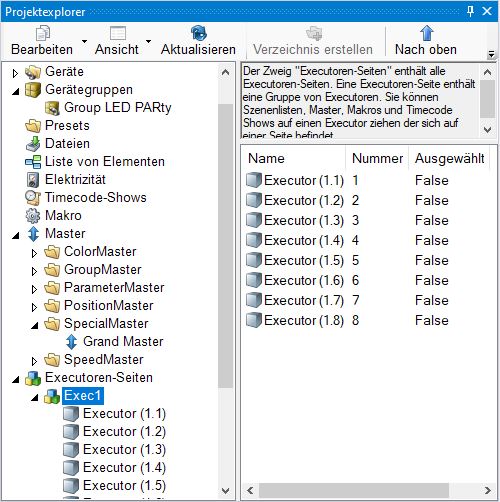 Projektexplorer
Bearbeiten Ansicht Aktualisieren Verzeichnis erstellen Nach oben
Geräte
Gerätegruppen
Group LED PARty
Presets
Dateien
Liste von Elementen
Elektrizität
Timecode-Shows
Makro
Master
ColorMaster
GroupMaster
ParameterMaster
PositionMaster
SpecialMaster
Grand Master
SpeedMaster
Executoren-Seiten
Exec1
Executor (1.1)
Executor (1.2)
Executor (1.3)
Executor (1.4)
Executor (1.5)
Executor (1.6)
Der Zweig "Executoren-Seiten" enthält alle
Executoren-Seiten. Eine Executoren-Seite enthält
eine Gruppe von Executoren. Sie können
Szenenlisten, Master, Makros und Timecode
Shows auf einen Executor ziehen der sich auf
einer Seite befindet
Name Nummer Ausgewählt
Executor (1.1) 1 False
Executor (1.2) 2 False
Executor (1.3) 3 False
Executor (1.4) 4 False
Executor (1.5) 5 False
Executor (1.6) 6 False
Executor (1.7) 7 False
Executor (1.8) 8 False